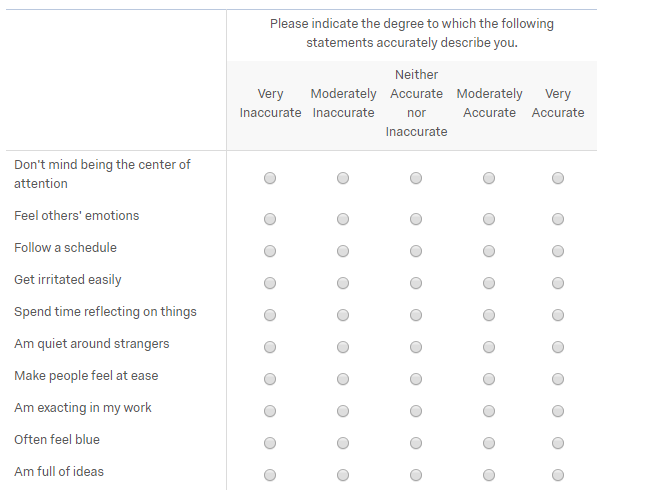 Please indicate the degree to which the following
statements accurately describe you.
Very Inaccurate
Moderately Inaccurate
Neither Accurate nor Inaccurate
Moderately Accurate
Very Accurate
Don't mind being the center of
attention
Feel others' emotions
Follow a schedule
Get irritated easily
Spend time reflecting on things
Am quiet around strangers
Make people feel at ease
Am exacting in my work
Often feel blue
Am full of ideas